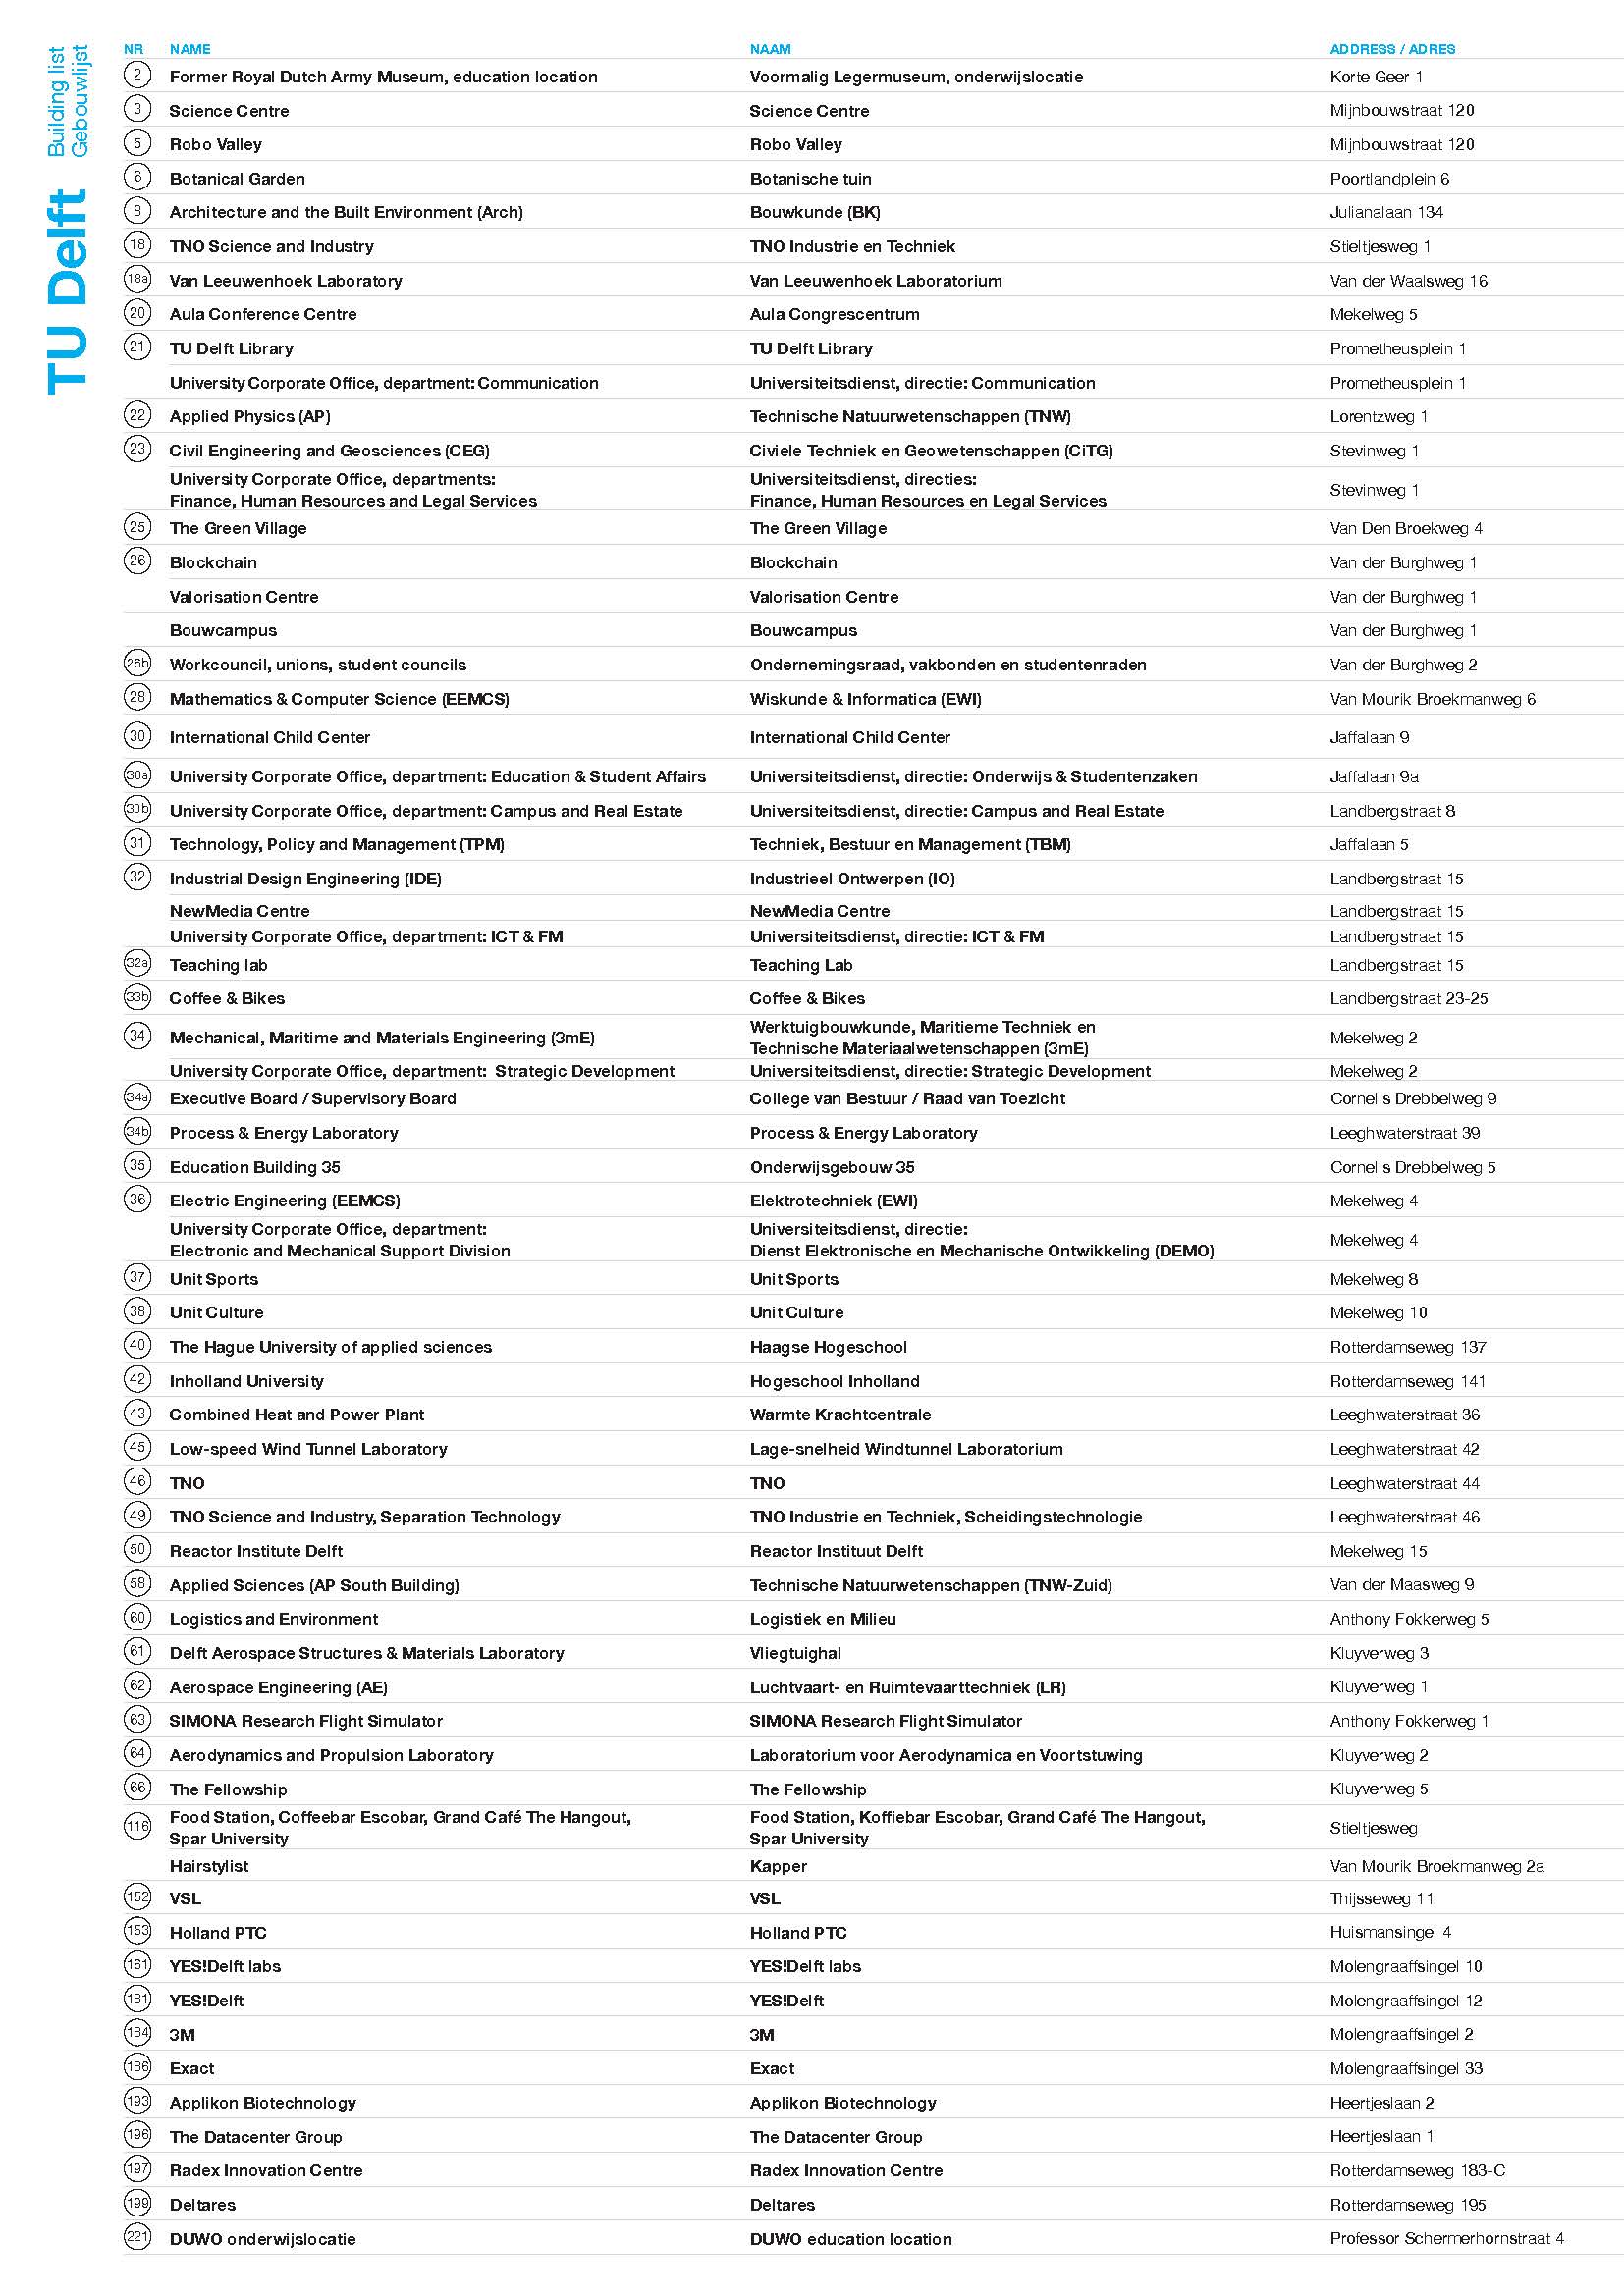 TU Delft Building list
Gebouwlijst
NR NAME NAAM ADDRESS / ADRES
2 Former Royal Dutch Army Museum, education location Voormalig Legermuseum, onderwijslocatie Korte Geer 1
3 Science Centre Science Centre Mijnbouwstraat 120
5 Robo Valley Robo Valley Mijnbouwstraat 120
6 Botanical Garden Botanische tuin Poortlandplein 6
8 Architecture and the Built Environment (Arch) Bouwkunde (BK) Julianalaan 134
18 TNO Science and Industry TNO Industrie en Techniek Stieltjesweg 1
18a Van Leeuwenhoek Laboratory Van Leeuwenhoek Laboratorium Van der Waalsweg 16
20 Aula Conference Centre Aula Congrescentrum Mekelweg 5
21 TU Delft Library TU Delft Library Prometheusplein 1
University Corporate Office, department: Communication Universiteitsdienst, directie: Communication Prometheusplein 1
22 Applied Physics (AP) Technische Natuurwetenschappen (TNW) Lorentzweg 1
23 Civil Engineering and Geosciences (CEG) Civiele Techniek en Geowetenschappen (CiTG) Stevinweg 1
University Corporate Office, departments: Universiteitsdienst, directies:
Finance, Human Resources and Legal Services Finance, Human Resources en Legal Services Stevinweg 1
25 The Green Village The Green Village Van Den Broekweg 4
26 Blockchain Blockchain Van der Burghweg 1
Valorisation Centre Valorisation Centre Van der Burghweg 1
Bouwcampus Bouwcampus Van der Burghweg 1
26b Workcouncil, unions, student councils Ondernemingsraad, vakbonden en studentenraden Van der Burghweg 2
28 Mathematics & Computer Science (EEMCS) Wiskunde & Informatica (EWI) Van Mourik Broekmanweg 6
30 International Child Center International Child Center Jaffalaan 9
30a University Corporate Office, department: Education & Student Affairs Universiteitsdienst, directie: Onderwijs & Studentenzaken Jaffalaan 9a
30b University Corporate Office, department: Campus and Real Estate Universiteitsdienst, directie: Campus and Real Estate Landbergstraat 8
31 Technology, Policy and Management (TPM) Techniek, Bestuur en Management (TBM) Jaffalaan 5
32 Industrial Design Engineering (IDE) Industrieel Ontwerpen (IO) Landbergstraat 15
NewMedia Centre NewMedia Centre Landbergstraat 15
University Corporate Office, department: ICT & FM Universiteitsdienst, directie: ICT & FM Landbergstraat 15
32a Teaching lab Teaching Lab Landbergstraat 15
33b Coffee & Bikes Coffee & Bikes Landbergstraat 23-25
34 Mechanical, Maritime and Materials Engineering (3mE) Werktuigbouwkunde, Maritieme Techniek en
Technische Materiaalwetenschappen (3mE) Mekelweg 2
University Corporate Office, department: Strategic Development Universiteitsdienst, directie: Strategic Development Mekelweg 2
34a Executive Board / Supervisory Board College van Bestuur / Raad van Toezicht Cornelis Drebbelweg 9
34b Process & Energy Laboratory Process & Energy Laboratory Leeghwaterstraat 39
35 Education Building 35 Onderwijsgebouw 35 Cornelis Drebbelweg 5
36 Electric Engineering (EEMCS) Elektrotechniek (EWI) Mekelweg 4
University Corporate Office, department: Universiteitsdienst, directie:
Electronic and Mechanical Support Division Dienst Elektronische en Mechanische Ontwikkeling (DEMO) Mekelweg 4
37 Unit Sports Unit Sports Mekelweg 8
38 Unit Culture Unit Culture Mekelweg 10
40 The Hague University of applied sciences Haagse Hogeschool Rotterdamseweg 137
42 Inholland University Hogeschool Inholland Rotterdamseweg 141
43 Combined Heat and Power Plant Warmte Krachtcentrale Leeghwaterstraat 36
45 Low-speed Wind Tunnel Laboratory Lage-snelheid Windtunnel Laboratorium Leeghwaterstraat 42
46 TNO TNO Leeghwaterstraat 44
49 TNO Science and Industry, Separation Technology TNO Industrie en Techniek, Scheidingstechnologie Leeghwaterstraat 46
50 Reactor Institute Delft Reactor Instituut Delft Mekelweg 15
58 Applied Sciences (AP South Building) Technische Natuurwetenschappen (TNW-Zuid) Van der Maasweg 9
60 Logistics and Environment Logistiek en Milieu Anthony Fokkerweg 5
61 Delft Aerospace Structures & Materials Laboratory Vliegtuighal Kluyverweg 3
62 Aerospace Engineering (AE) Luchtvaart- en Ruimtevaarttechniek (LR) Kluyverweg 1
63 SIMONA Research Flight Simulator SIMONA Research Flight Simulator Anthony Fokkerweg 1
64 Aerodynamics and Propulsion Laboratory Laboratorium voor Aerodynamica en Voortstuwing Kluyverweg 2
66 The Fellowship The Fellowship Kluyverweg 5
116 Food Station, Coffeebar Escobar, Grand Café The Hangout, Food Station, Koffiebar Escobar, Grand Café The Hangout,
Spar University Spar University Stieltjesweg
Hairstylist Kapper Van Mourik Broekmanweg 2a
152 VSL VSL Thijsseweg 11
153 Holland PTC Holland PTC Huismansingel 4
161 YES!Delft labs YES!Delft labs Molengraaffsingel 10
181 YES!Delft YES!Delft Molengraaffsingel 12
184 3M 3M Molengraaffsingel 2
186 Exact Exact Molengraaffsingel 33
193 Applikon Biotechnology Applikon Biotechnology Heertjeslaan 2
196 The Datacenter Group The Datacenter Group Heertjeslaan 1
197 Radex Innovation Centre Radex Innovation Centre Rotterdamseweg 183-C
199 Deltares Deltares Rotterdamseweg 195
221 DUWO onderwijslocatie DUWO education location Professor Schermerhornstraat 4